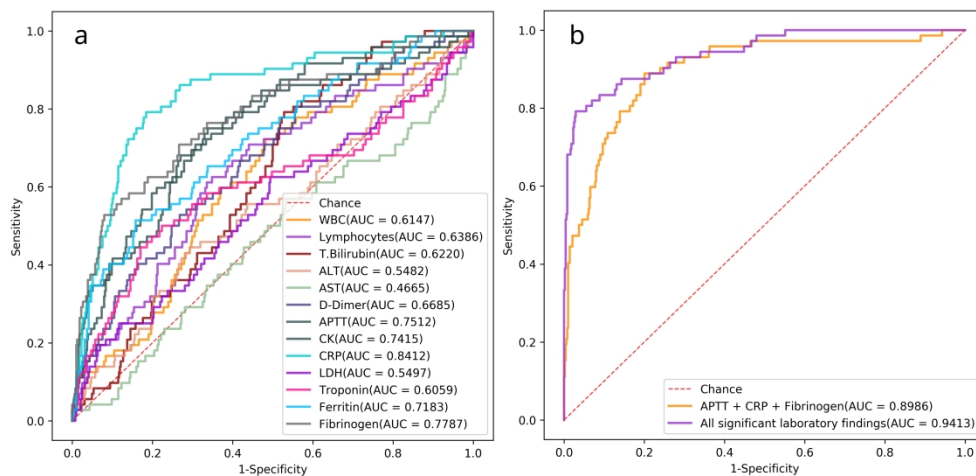 a
1.0
0.8
0.6
0.4
0.2
0.0
Sensitivity
Chance
WBC(AUC = 0.6147)
Lymphocytes(AUC = 0.6386)
T.Bilirubin(AUC = 0.6220)
ALT(AUC = 0.5482)
AST(AUC = 0.4665)
D-Dimer(AUC = 0.6685)
APTT(AUC = 0.7512)
CK(AUC = 0.7415)
CRP(AUC = 0.8412)
LDH(AUC = 0.5497)
Troponin(AUC = 0.6059)
Ferritin(AUC = 0.7183)
Fibrinogen(AUC = 0.7787)
0.0 0.2 0.4 0.6 0.8 1.0
1-Specificity
b
1.0
0.8
0.6
0.4
0.2
0.0
Sensitivity
Chance
APTT + CRP + Fibrinogen(AUC = 0.8986)
All significant laboratory findings(AUC = 0.9413)
0.0 0.2 0.4 0.6 0.8 1.0
1-Specificity